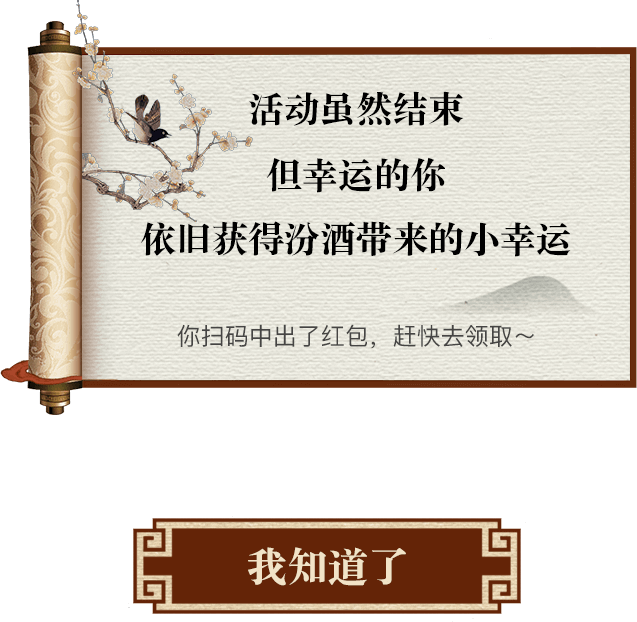 活动虽然结束
但幸运的你
依旧获得汾酒带来的小幸运
你扫码中出了红包，赶快去领取～
我知道了